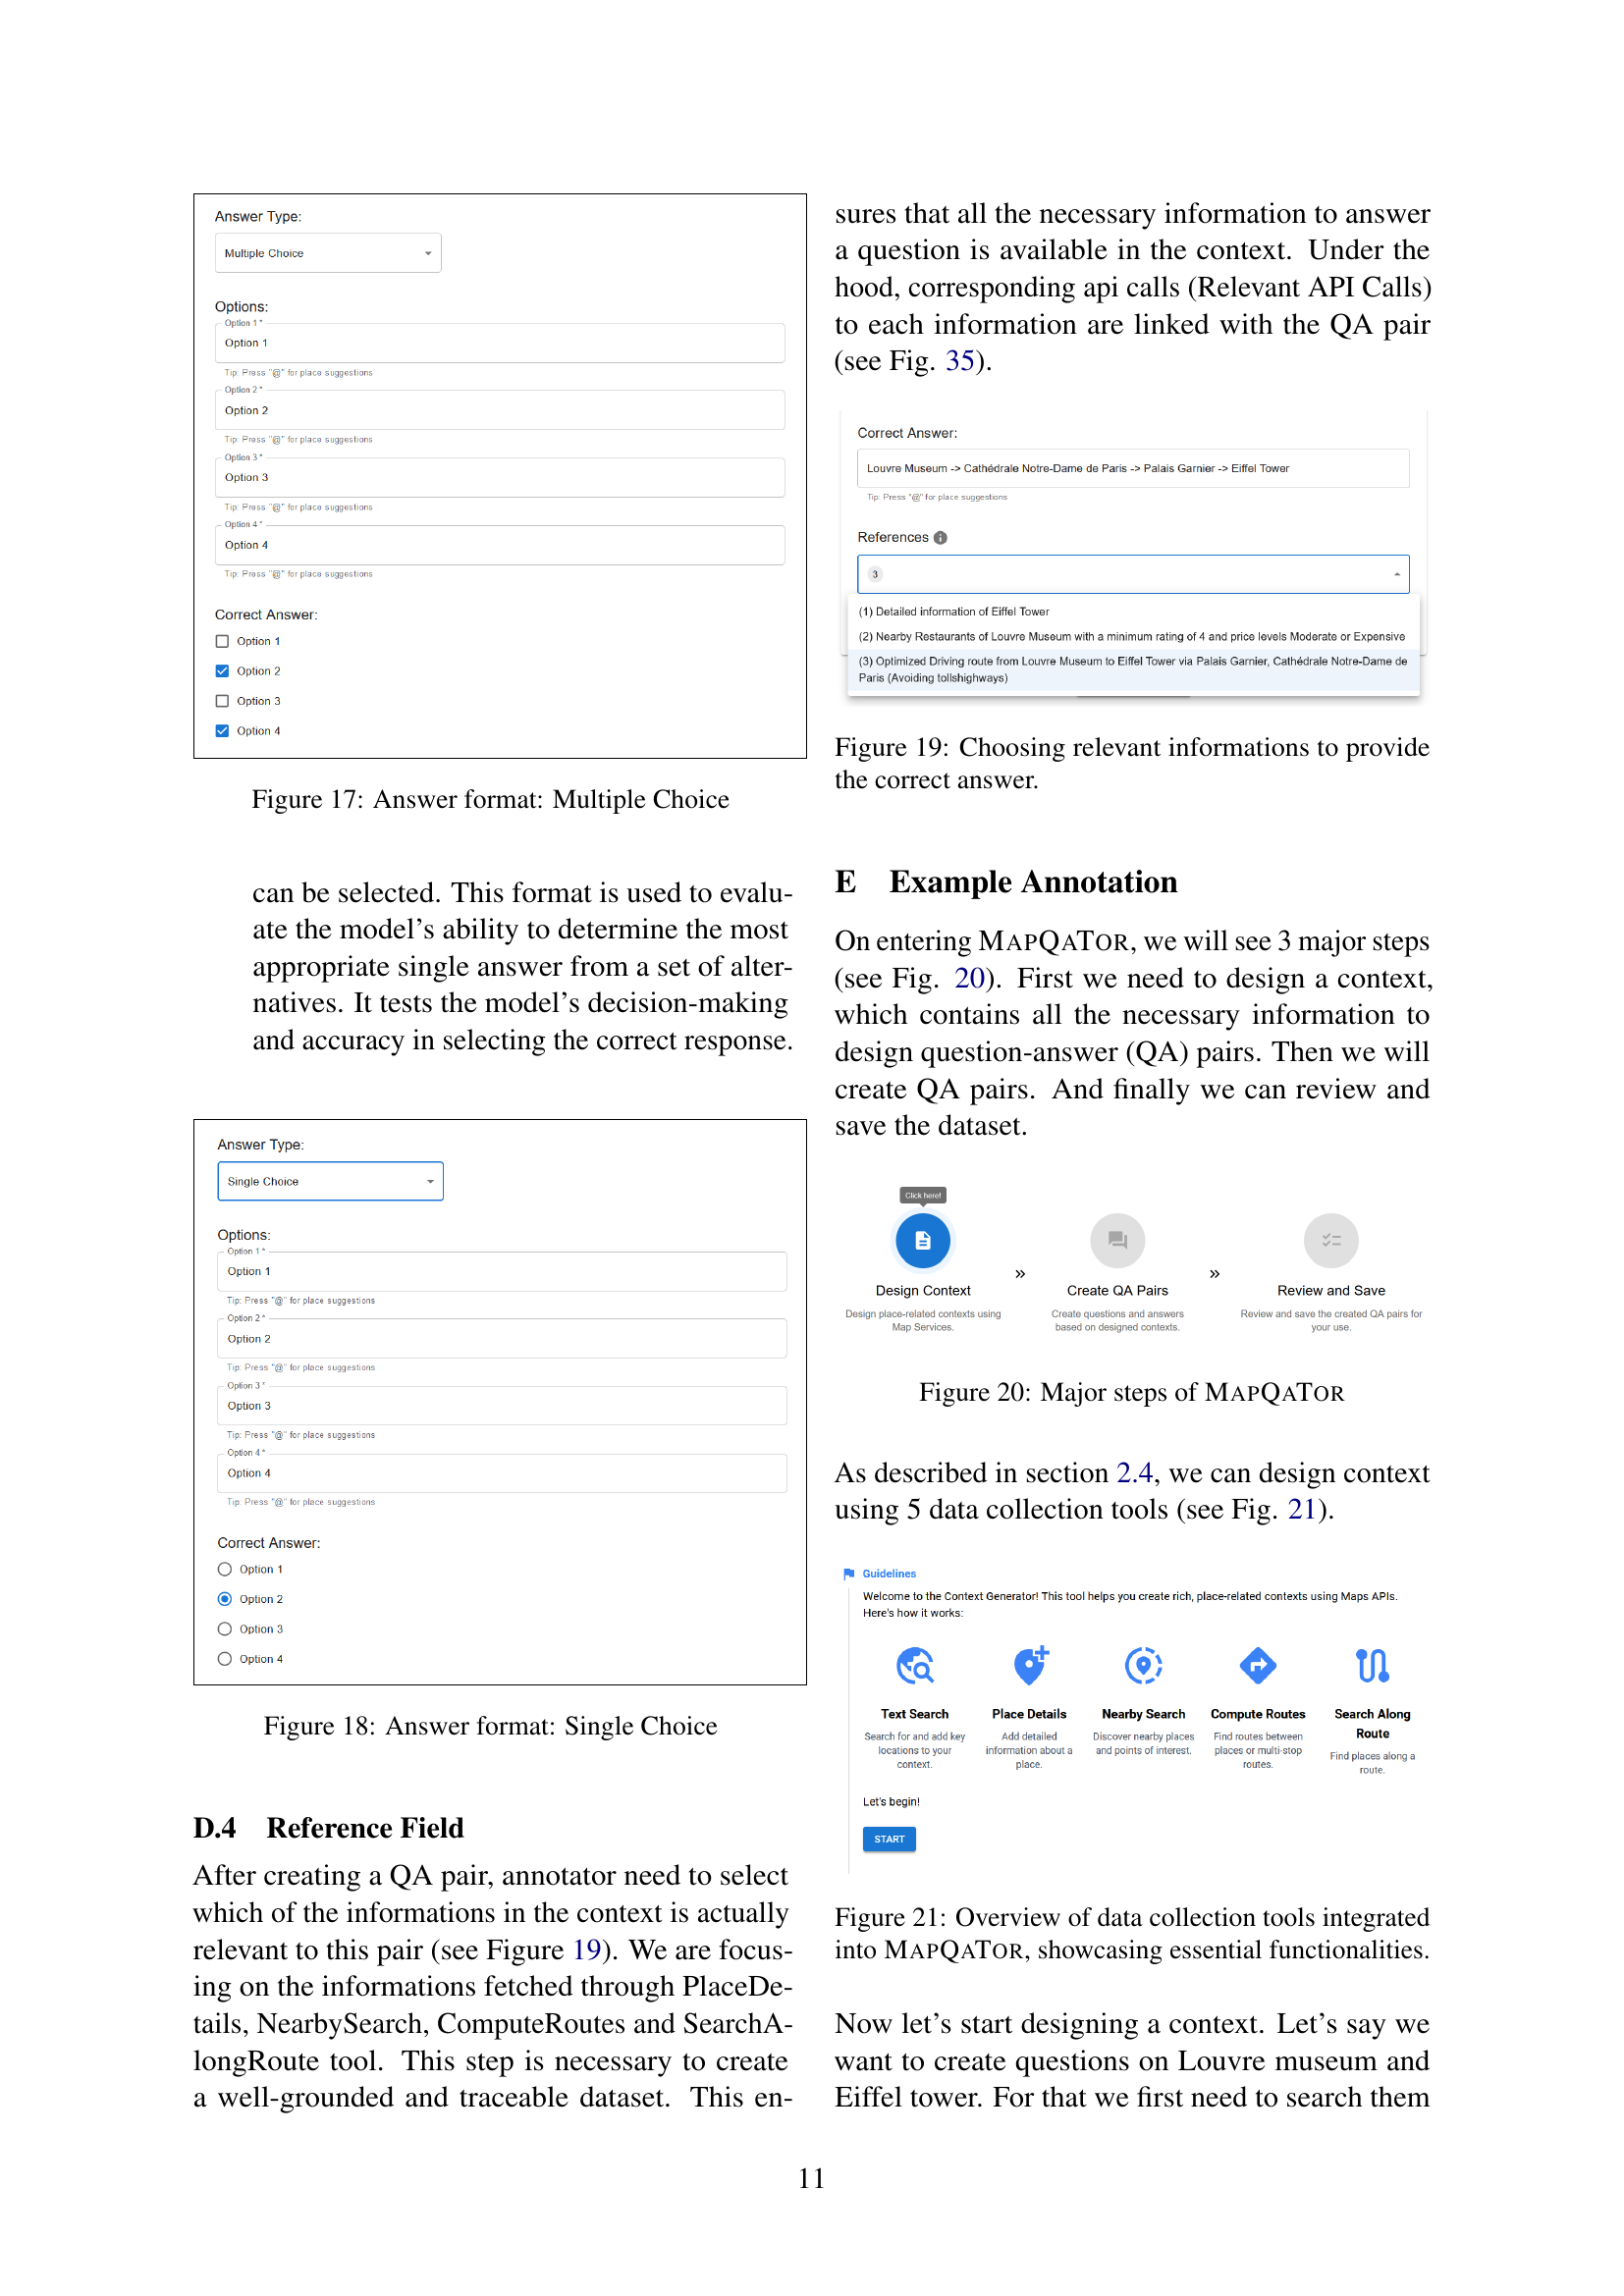 Answer Type:
Multiple Choice
Options:
Option 1 *
Option 1
Tip: Press "@" for place suggestions
Option 2 *
Option 2
Tip: Press "@" for place suggestions
Option 3 *
Option 3
Tip: Press "@" for place suggestions
Option 4 *
Option 4
Tip: Press "@" for place suggestions
Correct Answer:
Option 1
Option 2
Option 3
Option 4
Figure 17: Answer format: Multiple Choice
can be selected. This format is used to evalu-
ate the model's ability to determine the most
appropriate single answer from a set of alter-
natives. It tests the model's decision-making
and accuracy in selecting the correct response.
Answer Type:
Single Choice
Options:
Option 1 *
Option 1
Tip: Press "@" for place suggestions
Option 2 *
Option 2
Tip: Press "@" for place suggestions
Option 3 *
Option 3
Tip: Press "@" for place suggestions
Option 4 *
Option 4
Tip: Press "@" for place suggestions
Correct Answer:
Option 1
Option 2
Option 3
Option 4
Figure 18: Answer format: Single Choice
D.4 Reference Field
After creating a QA pair, annotator need to select
which of the informations in the context is actually
relevant to this pair (see Figure 19). We are focus-
ing on the informations fetched through PlaceDe-
tails, NearbySearch, ComputeRoutes and SearchA-
longRoute tool. This step is necessary to create
a well-grounded and traceable dataset. This en-
sures that all the necessary information to answer
a question is available in the context. Under the
hood, corresponding api calls (Relevant API Calls)
to each information are linked with the QA pair
(see Fig. 35).
Correct Answer:
Louvre Museum -> Cathédrale Notre-Dame de Paris -> Palais Garnier -> Eiffel Tower
Tip: Press "@" for place suggestions
References
3
(1) Detailed information of Eiffel Tower
(2) Nearby Restaurants of Louvre Museum with a minimum rating of 4 and price levels Moderate or Expensive
(3) Optimized Driving route from Louvre Museum to Eiffel Tower via Palais Garnier, Cathédrale Notre-Dame de
Paris (Avoiding tollshighways)
Figure 19: Choosing relevant informations to provide
the correct answer.
E Example Annotation
On entering MAPQATOR, we will see 3 major steps
(see Fig. 20). First we need to design a context,
which contains all the necessary information to
design question-answer (QA) pairs. Then we will
create QA pairs. And finally we can review and
save the dataset.
Click here!
Design Context
Design place-related contexts using
Map Services.
»
Create QA Pairs
Create questions and answers
based on designed contexts.
»
Review and Save
Review and save the created QA pairs for
your use.
Figure 20: Major steps of MAPQATOR
As described in section 2.4, we can design context
using 5 data collection tools (see Fig. 21).
Guidelines
Welcome to the Context Generator! This tool helps you create rich, place-related contexts using Maps APIs.
Here's how it works:
Text Search
Search for and add key
locations to your
context.
Place Details
Add detailed
information about a
place.
Nearby Search
Discover nearby places
and points of interest.
Compute Routes
Find routes between
places or multi-stop
routes.
Search Along
Route
Find places along a
route.
Let's begin!
START
Figure 21: Overview of data collection tools integrated
into MAPQATOR, showcasing essential functionalities.
Now let's start designing a context. Let's say we
want to create questions on Louvre museum and
Eiffel tower. For that we first need to search them
11